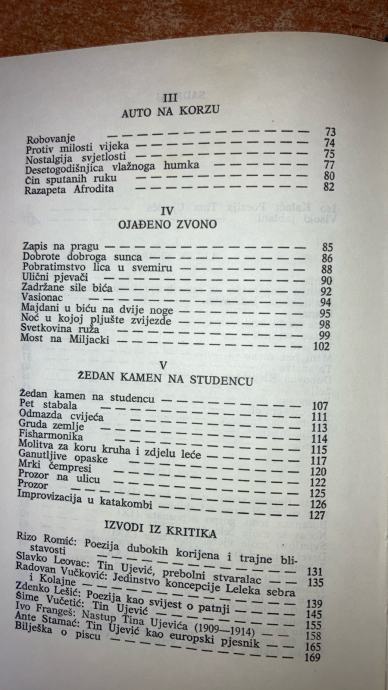 III
AUTO NA KORZU
Robovanje — — — — — — — — — — — 73
Protiv milosti vijeka — — — — — — — — 74
Nostalgija svjetlosti — — — — — — — — 75
Desetogodišnjica vlažnoga humka — — — — — 77
Čin sputanih ruku — — — — — — — — — 80
Razapeta Afrodita — — — — — — — — — 82
IV
OJAĐENO ZVONO
Zapis na pragu — — — — — — — — — — 85
Dobrote dobroga sunca — — — — — — — — 86
Pobratimstvo lica u svemiru — — — — — — 88
Ulični pjevači — — — — — — — — — — 90
Zadržane sile bića — — — — — — — — — 92
Vasionac — — — — — — — — — — — 94
Majdani u biću na dvije noge — — — — — — 95
Noć u kojoj pljušte zvijezde — — — — — — 98
Svetkovina ruža — — — — — — — — — — 99
Most na Miljacki — — — — — — — — — 102
V
ŽEDAN KAMEN NA STUDENCU
Žedan kamen na studencu — — — — — — — 107
Pet stabala — — — — — — — — — — — 111
Odmazda cvijeća — — — — — — — — — 113
Gruda zemlje — — — — — — — — — — 114
Fisharmonika — — — — — — — — — — 115
Molitva za koru kruha i zdjelu leće — — — — 117
Ganutljive opaske — — — — — — — — — 120
Mrki čempresi — — — — — — — — — — 122
Prozor na ulicu — — — — — — — — — 125
Prozor — — — — — — — — — — — — 126
Improvizacija u katakombi — — — — — — — 127
IZVODI IZ KRITIKA
Rizo Romić: Poezija dubokih korijena i trajne bli-
stavosti — — — — — — — — — — — 131
Slavko Leovac: Tin Ujević, prebolni stvaralac — — 135
Radovan Vučković: Jedinstvo koncepcije Leleka sebra
i Kolajne — — — — — — — — — — — 139
Zdenko Lešić: Poezija kao svijest o patnji — — — 145
Šime Vučetić: Tin Ujević — — — — — — — 155
Ivo Frangeš: Nastup Tina Ujevića (1909—1914) — — 158
Ante Stamać: Tin Ujević kao europski pjesnik — — 165
Bilješka o piscu — — — — — — — — — 169